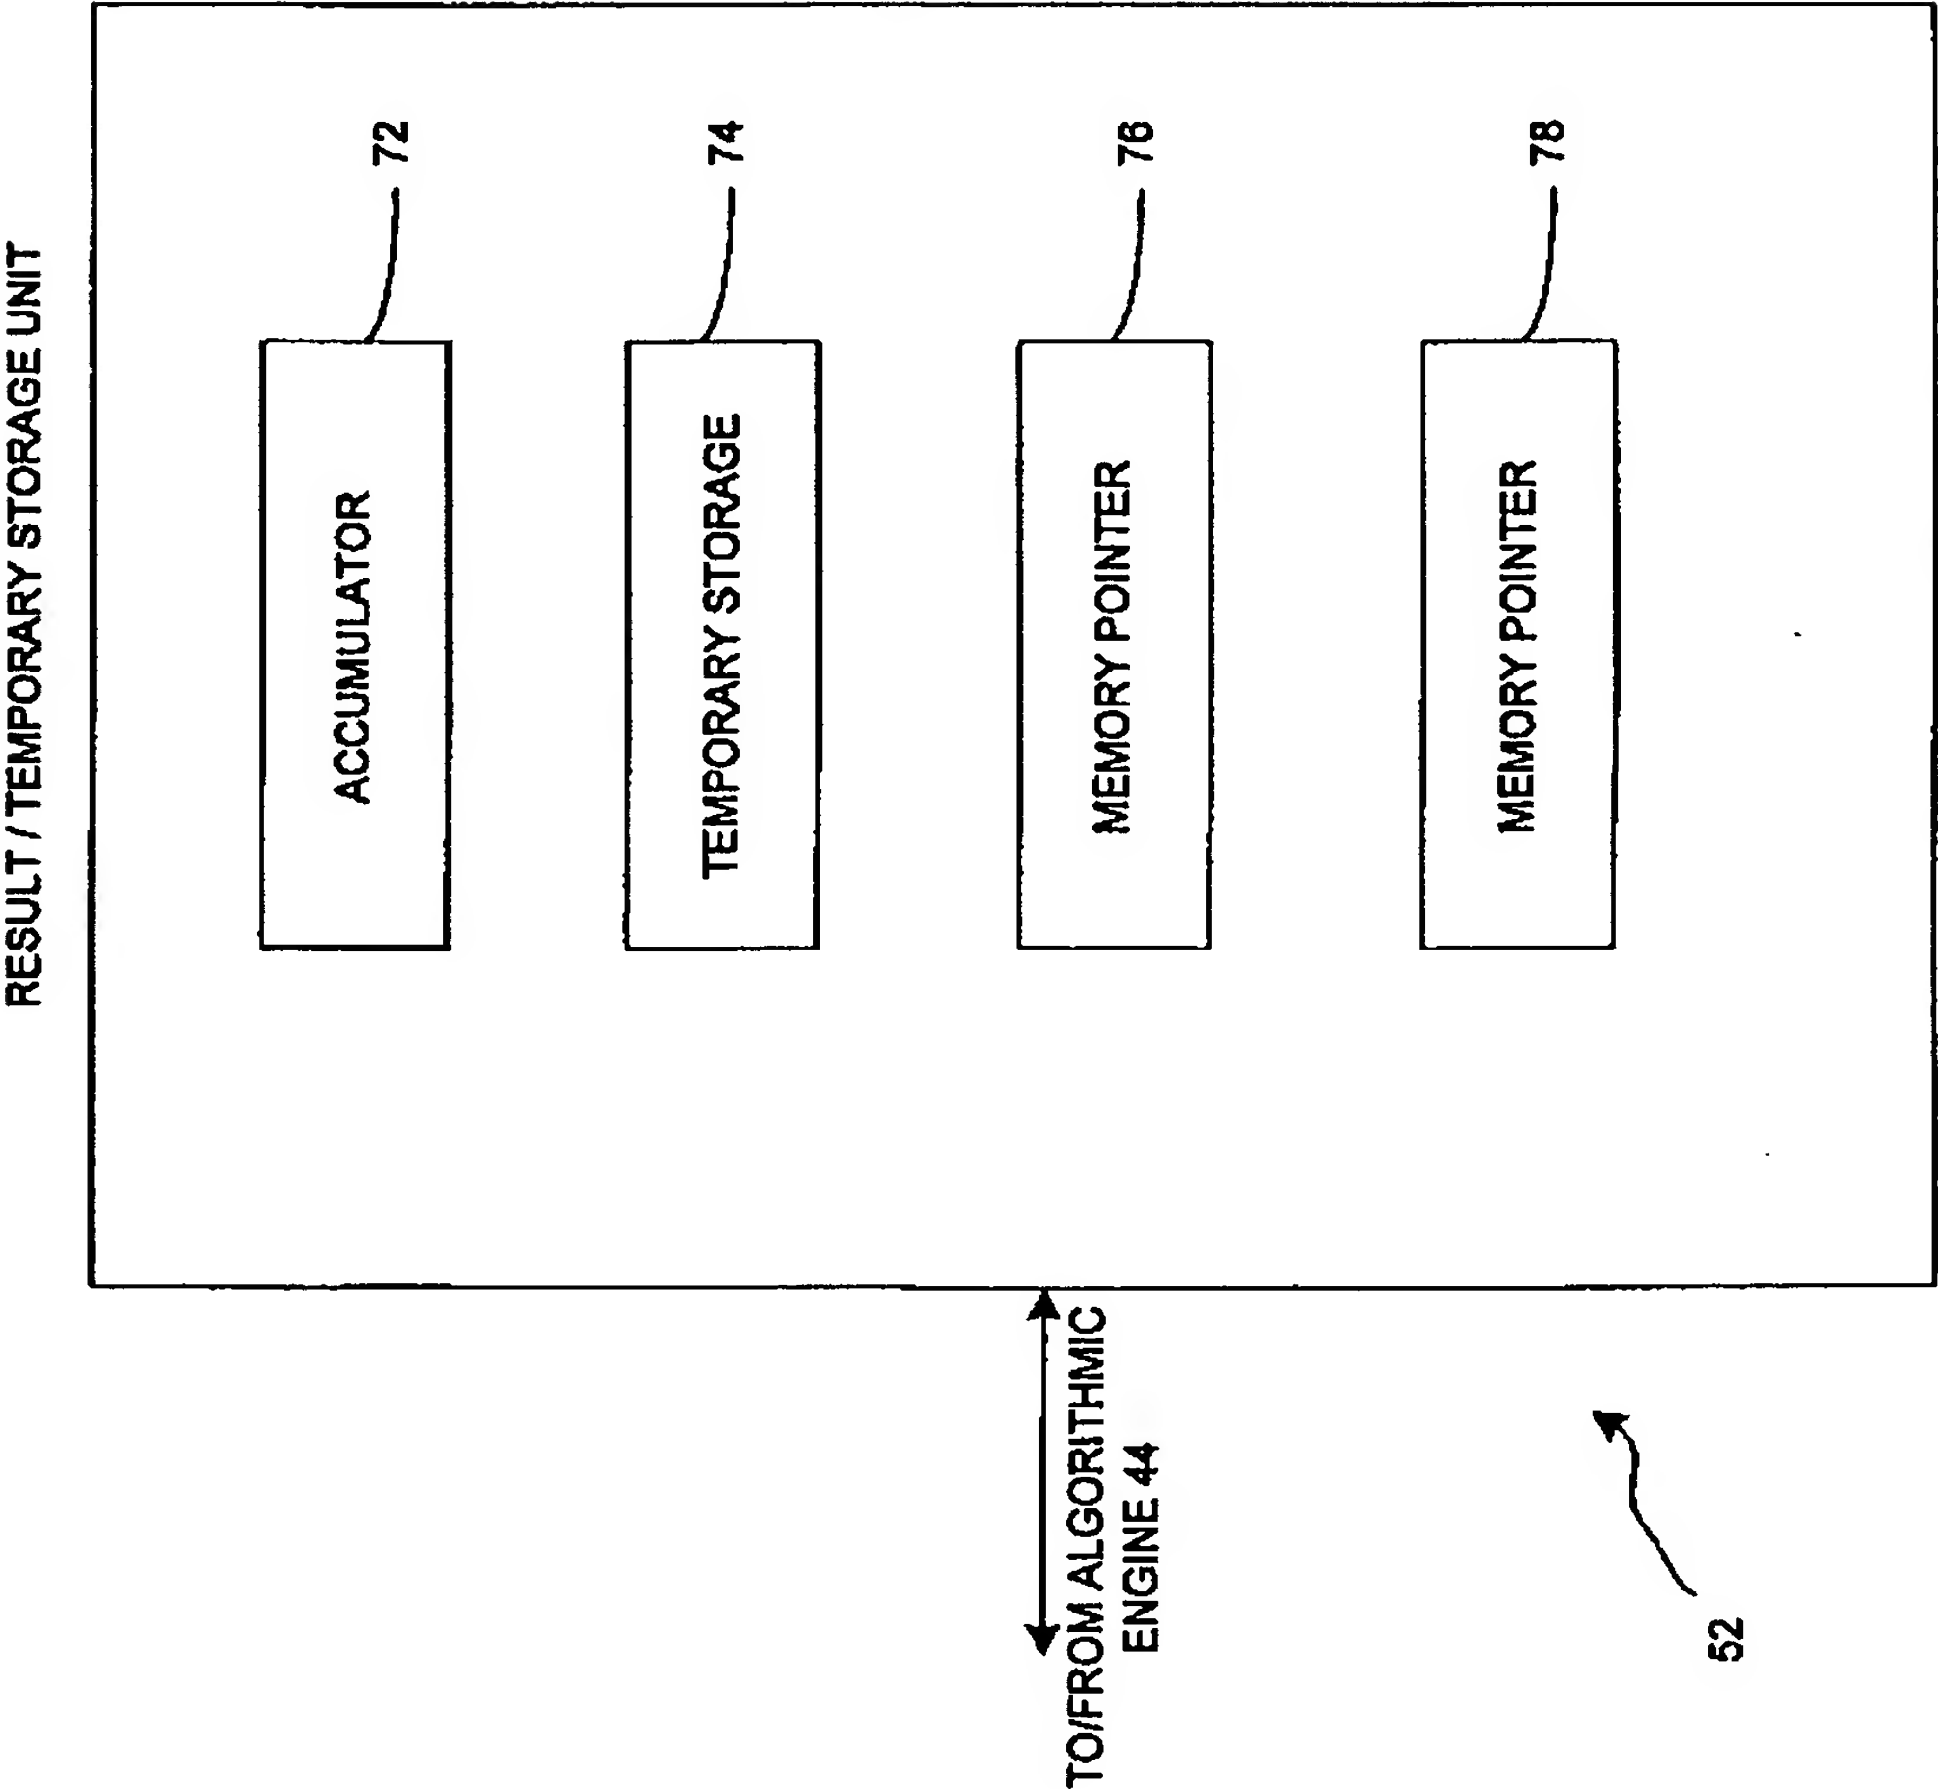 RESULT / TEMPORARY STORAGE UNIT
ACCUMULATOR
72
TEMPORARY STORAGE
74
MEMORY POINTER
76
MEMORY POINTER
78
TO/FROM ALGORITHMIC
ENGINE 44
52